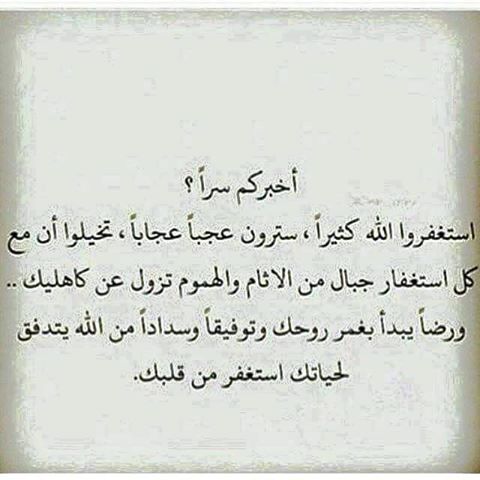 أخبركم سراً ؟
استغفروا الله كثيراً ، سترون عجباً عجاباً ، تخيلوا أن مع
كل استغفار جبال من الاثام والهموم تزول عن كاهليك ..
ورضاً يبدأ بغمر روحك وتوفيقاً وسداداً من الله يتدفق
لحياتك استغفر من قلبك.